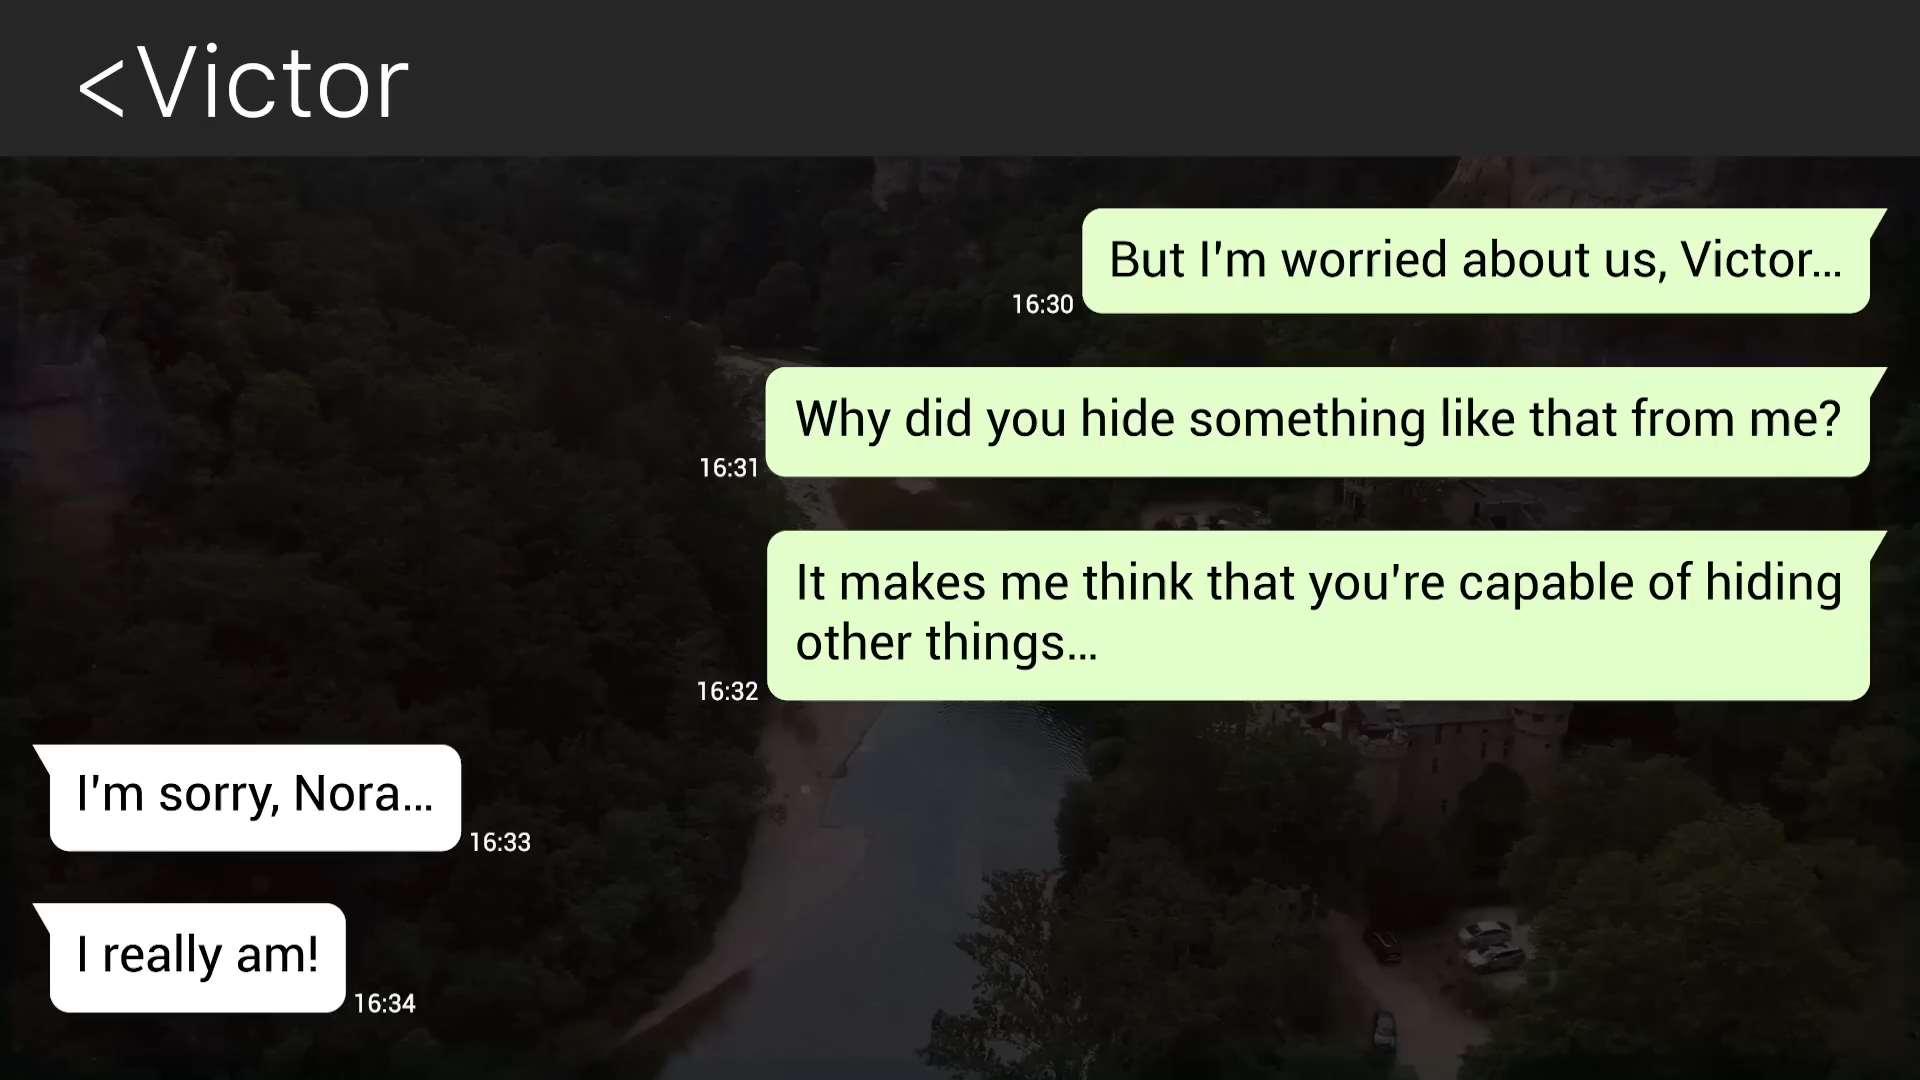 <Victor
But I'm worried about us, Victor...
16:30
Why did you hide something like that from me?
16:31
It makes me think that you're capable of hiding
other things...
16:32
I'm sorry, Nora...
16:33
I really am!
16:34